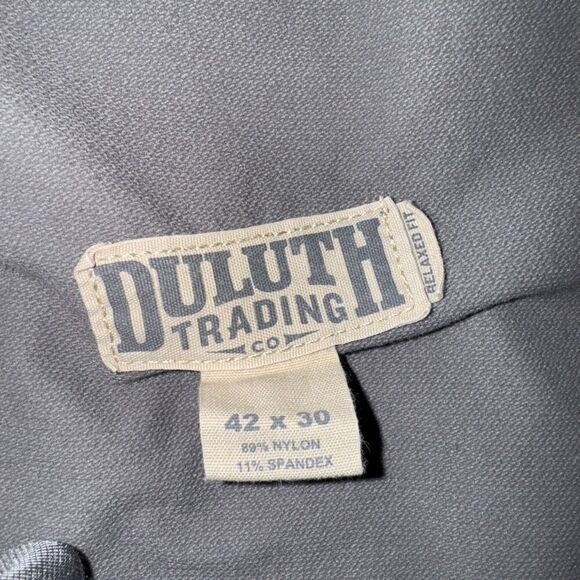 DULUTH
TRADING
CO
RELAXED FIT
42 x 30
89% NYLON
11% SPANDEX